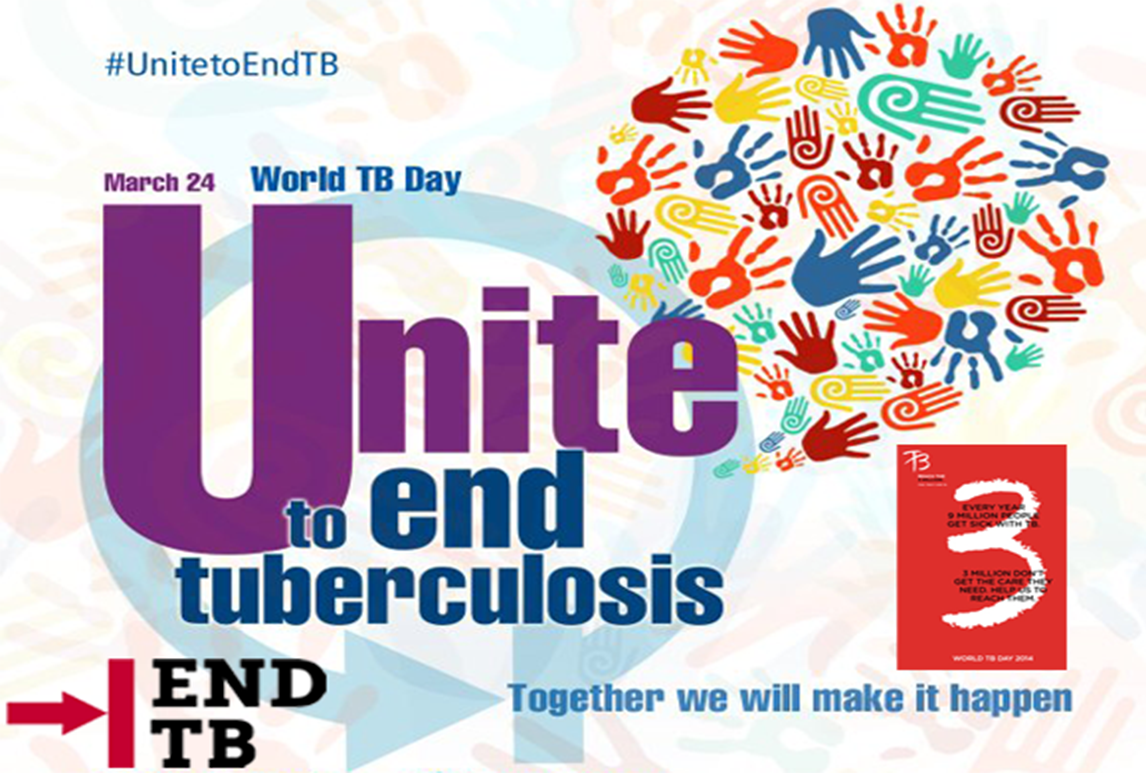 #UnitetoEndTB
March 24 World TB Day
Unite
to end
tuberculosis
TB
EVERY YEAR
9 MILLION PEOPLE
GET SICK WITH TB.
3
3 MILLION DON'T
GET THE CARE THEY
NEED. HELP US TO
REACH THEM.
WORLD TB DAY 2014
END
TB
Together we will make it happen